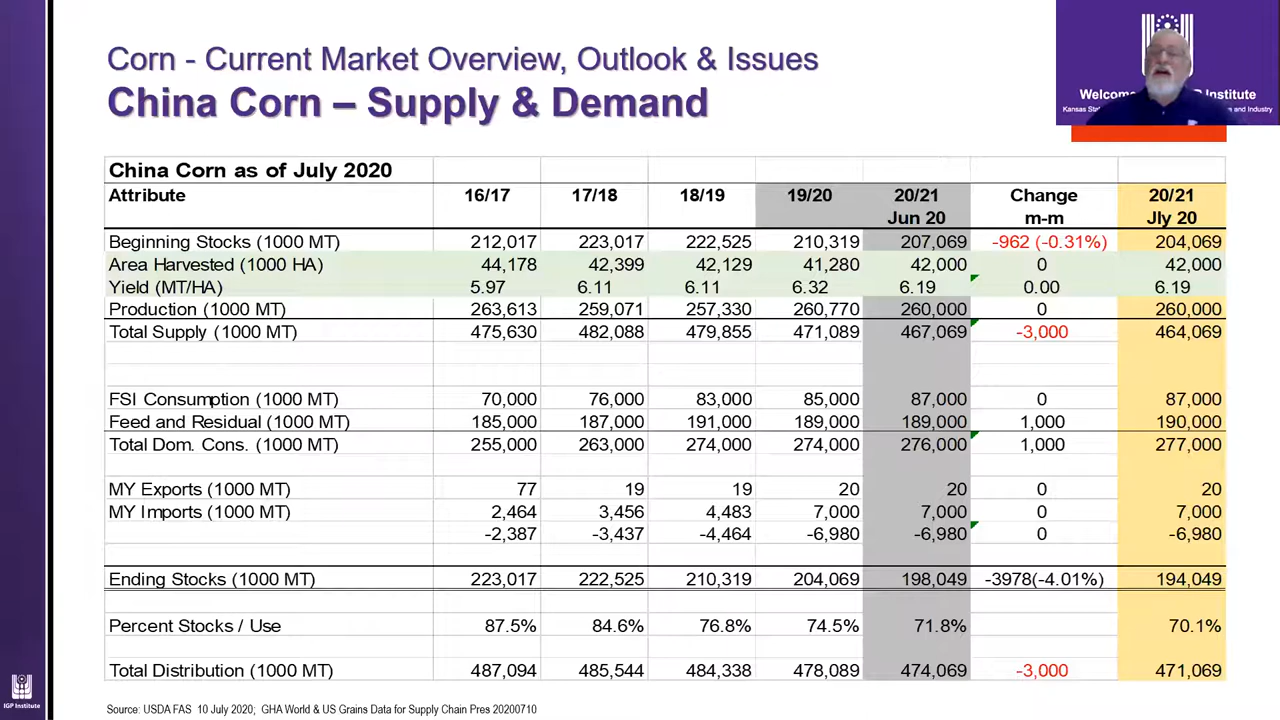 Corn - Current Market Overview, Outlook & Issues
China Corn – Supply & Demand
Welcom
Institute
Kansas Sta
and Industry
China Corn as of July 2020
Attribute 16/17 17/18 18/19 19/20 20/21 Change 20/21
Jun 20 m-m Jly 20
Beginning Stocks (1000 MT) 212,017 223,017 222,525 210,319 207,069 -962 (-0.31%) 204,069
Area Harvested (1000 HA) 44,178 42,399 42,129 41,280 42,000 0 42,000
Yield (MT/HA) 5.97 6.11 6.11 6.32 6.19 0.00 6.19
Production (1000 MT) 263,613 259,071 257,330 260,770 260,000 0 260,000
Total Supply (1000 MT) 475,630 482,088 479,855 471,089 467,069 -3,000 464,069
FSI Consumption (1000 MT) 70,000 76,000 83,000 85,000 87,000 0 87,000
Feed and Residual (1000 MT) 185,000 187,000 191,000 189,000 189,000 1,000 190,000
Total Dom. Cons. (1000 MT) 255,000 263,000 274,000 274,000 276,000 1,000 277,000
MY Exports (1000 MT) 77 19 19 20 20 0 20
MY Imports (1000 MT) 2,464 3,456 4,483 7,000 7,000 0 7,000
-2,387 -3,437 -4,464 -6,980 -6,980 0 -6,980
Ending Stocks (1000 MT) 223,017 222,525 210,319 204,069 198,049 -3978(-4.01%) 194,049
Percent Stocks / Use 87.5% 84.6% 76.8% 74.5% 71.8% 70.1%
Total Distribution (1000 MT) 487,094 485,544 484,338 478,089 474,069 -3,000 471,069
IGP Institute
Source: USDA FAS 10 July 2020; GHA World & US Grains Data for Supply Chain Pres 20200710